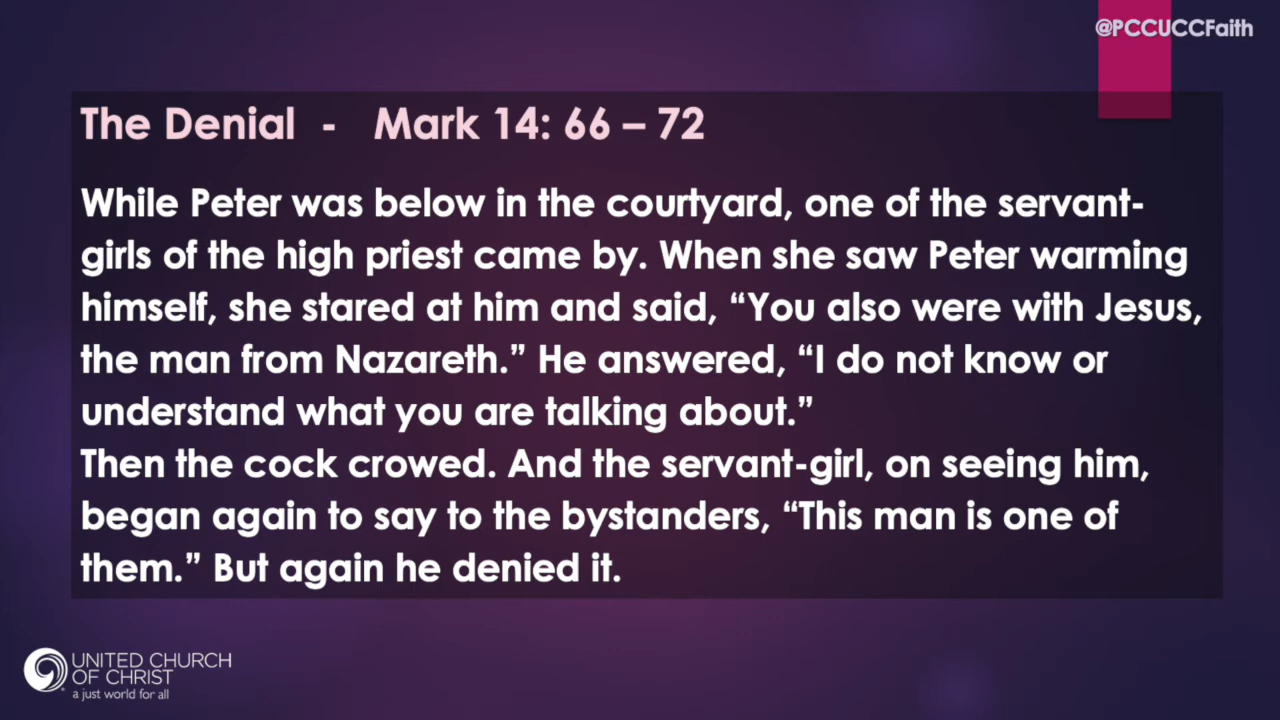 @PCCUCCFaith
The Denial - Mark 14: 66 – 72
While Peter was below in the courtyard, one of the servant-
girls of the high priest came by. When she saw Peter warming
himself, she stared at him and said, “You also were with Jesus,
the man from Nazareth.” He answered, “I do not know or
understand what you are talking about.”
Then the cock crowed. And the servant-girl, on seeing him,
began again to say to the bystanders, “This man is one of
them.” But again he denied it.
UNITED CHURCH
OF CHRIST
a just world for all